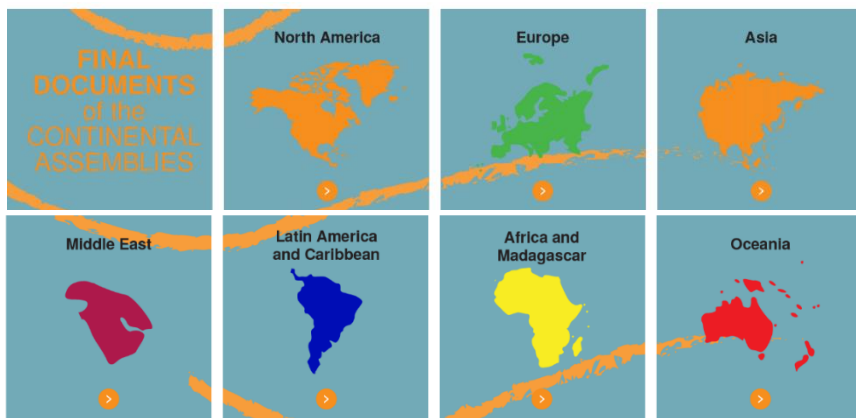 FINAL
DOCUMENTS
of the
CONTINENTAL
ASSEMBLIES
North America
Europe
Asia
Middle East
Latin America
and Caribbean
Africa and
Madagascar
Oceania